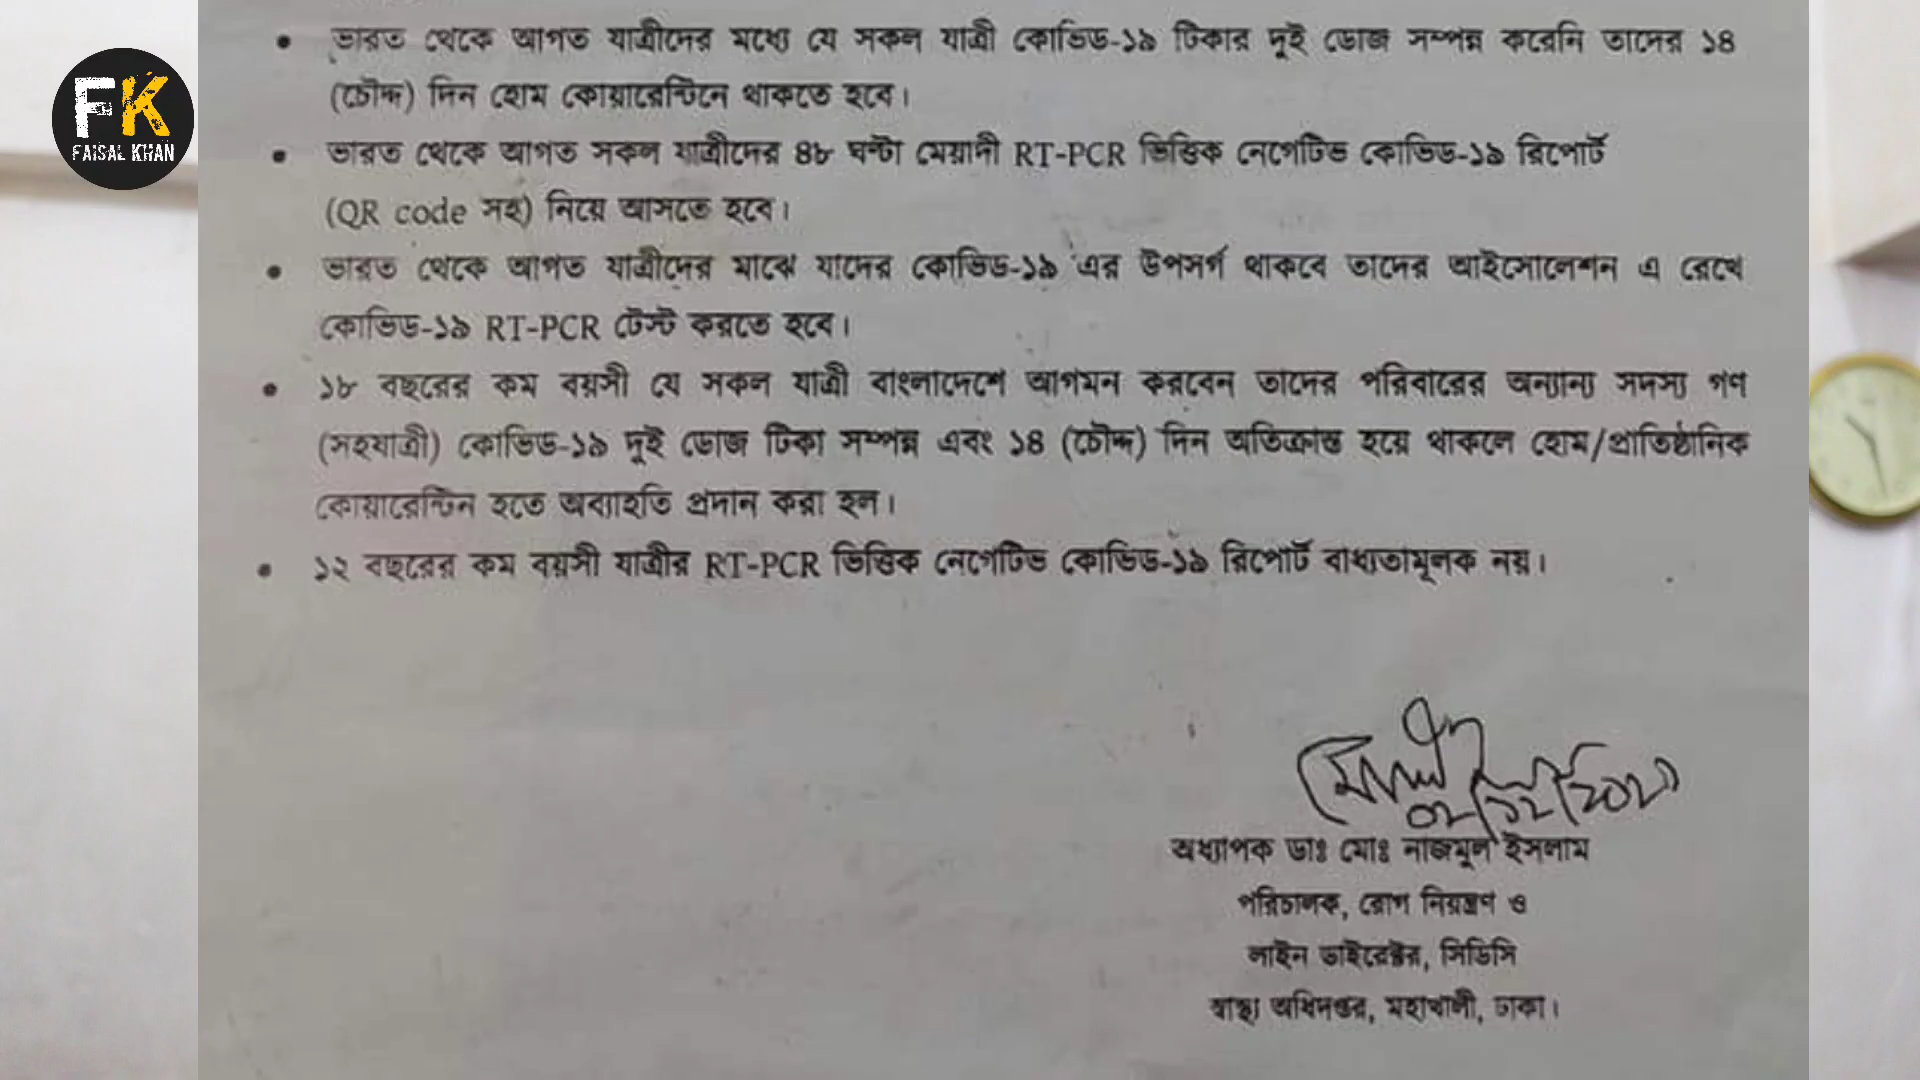 FK
FAISAL KHAN
• ভারত থেকে আগত যাত্রীদের মধ্যে যে সকল যাত্রী কোভিড-১৯ টিকার দুই ডোজ সম্পন্ন করেনি তাদের ১৪
(চৌদ্দ) দিন হোম কোয়ারেন্টিনে থাকতে হবে।
• ভারত থেকে আগত সকল যাত্রীদের ৪৮ ঘন্টা মেয়াদী RT-PCR ভিত্তিক নেগেটিভ কোভিড-১৯ রিপোর্ট
(QR code সহ) নিয়ে আসতে হবে।
• ভারত থেকে আগত যাত্রীদের মাঝে যাদের কোভিড-১৯ এর উপসর্গ থাকবে তাদের আইসোলেশন এ রেখে
কোভিড-১৯ RT-PCR টেস্ট করতে হবে।
• ১৮ বছরের কম বয়সী যে সকল যাত্রী বাংলাদেশে আগমন করবেন তাদের পরিবারের অন্যান্য সদস্য গণ
(সহযাত্রী) কোভিড-১৯ দুই ডোজ টিকা সম্পন্ন এবং ১৪ (চৌদ্দ) দিন অতিক্রান্ত হয়ে থাকলে হোম/প্রাতিষ্ঠানিক
কোয়ারেন্টিন হতে অব্যাহতি প্রদান করা হল।
• ১২ বছরের কম বয়সী যাত্রীর RT-PCR ভিত্তিক নেগেটিভ কোভিড-১৯ রিপোর্ট বাধ্যতামূলক নয়।
০২/১২/২০২১
অধ্যাপক ডাঃ মোঃ নাজমুল ইসলাম
পরিচালক, রোগ নিয়ন্ত্রণ ও
লাইন ডাইরেক্টর, সিডিসি
স্বাস্থ্য অধিদপ্তর, মহাখালী, ঢাকা।